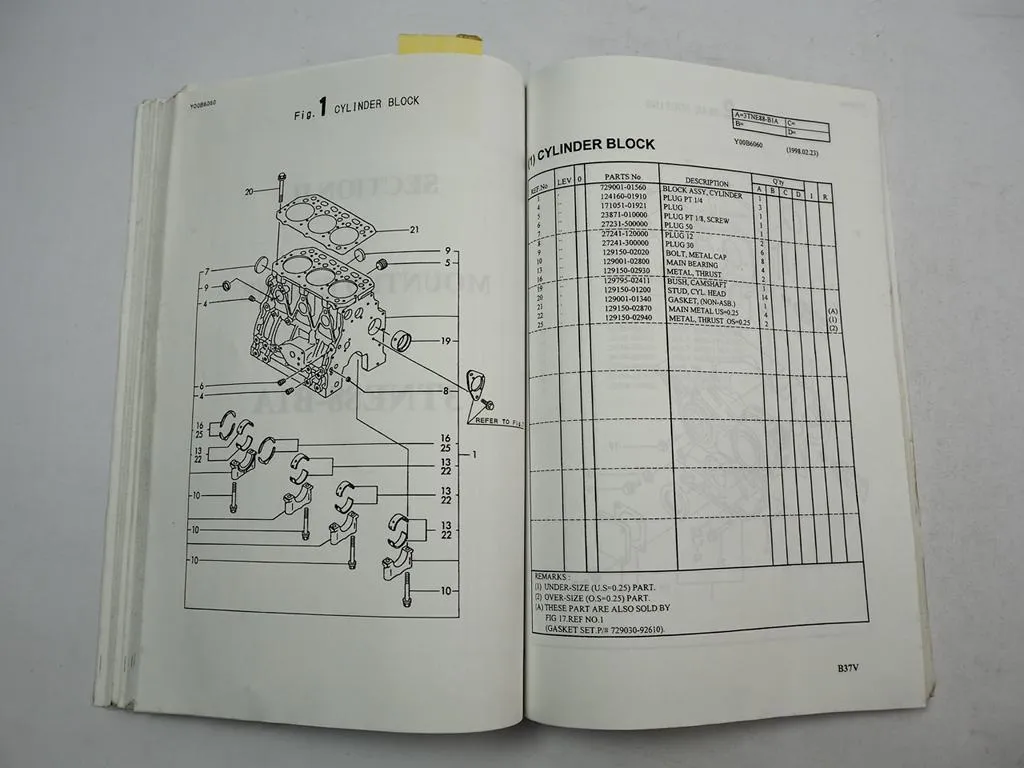 Y00B6060
Fig. 1 CYLINDER BLOCK
20
21
9
5
7
9
4
19
6
4
8
REFER TO FIG.
16
25
13
22
16
25
13
22
1
10
13
22
10
13
22
10
10
A=3TNE88-B1A C=
B= D=
Y00B6060 (1998.02.23)
(1) CYLINDER BLOCK
REF.No LEV 0 PARTS No DESCRIPTION Q'ty
A B C D I R
1 .. 729001-01560 BLOCK ASSY, CYLINDER 1
4 .. 124160-01910 PLUG PT 1/4 3
5 .. 171051-01921 PLUG 1
6 .. 23871-010000 PLUG PT 1/8, SCREW 1
7 .. 27231-500000 PLUG 50 1
8 .. 27241-120000 PLUG 12
9 .. 27241-300000 PLUG 30 2
10 .. 129150-02020 BOLT, METAL CAP 8
13 .. 129001-02800 MAIN BEARING 4
16 .. 129150-02930 METAL, THRUST 2
19 .. 129795-02411 BUSH, CAMSHAFT 1
20 .. 129150-01200 STUD, CYL. HEAD 14
21 .. 129001-01340 GASKET, (NON-ASB.) 1 (A)
22 .. 129150-02870 MAIN METAL US=0.25 4 (1)
25 .. 129150-02940 METAL, THRUST OS=0.25 2 (2)
REMARKS :
(1) UNDER-SIZE (U.S=0.25) PART.
(2) OVER-SIZE (O.S=0.25) PART.
(A) THESE PART ARE ALSO SOLD BY
FIG 17.REF NO.1
(GASKET SET.P/# 729030-92610).
B37V